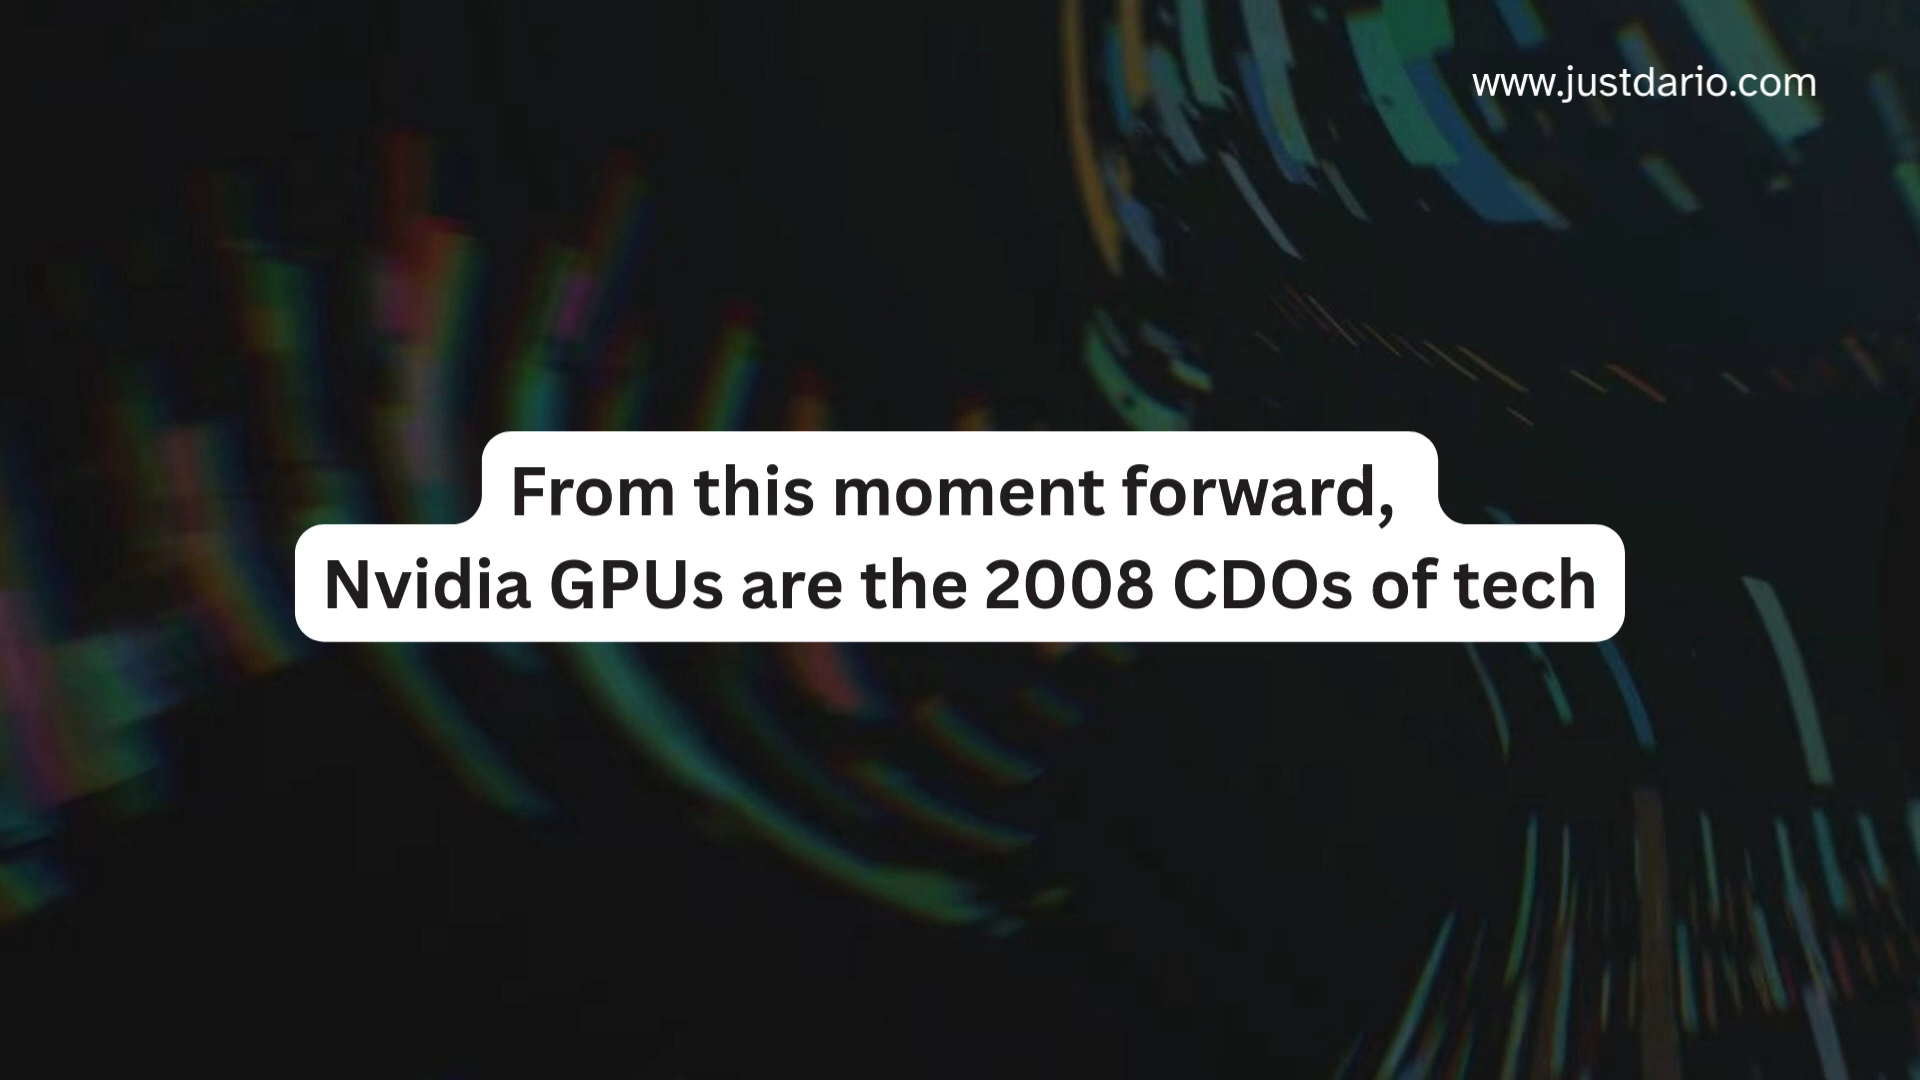 www.justdario.com
From this moment forward,
Nvidia GPUs are the 2008 CDOs of tech